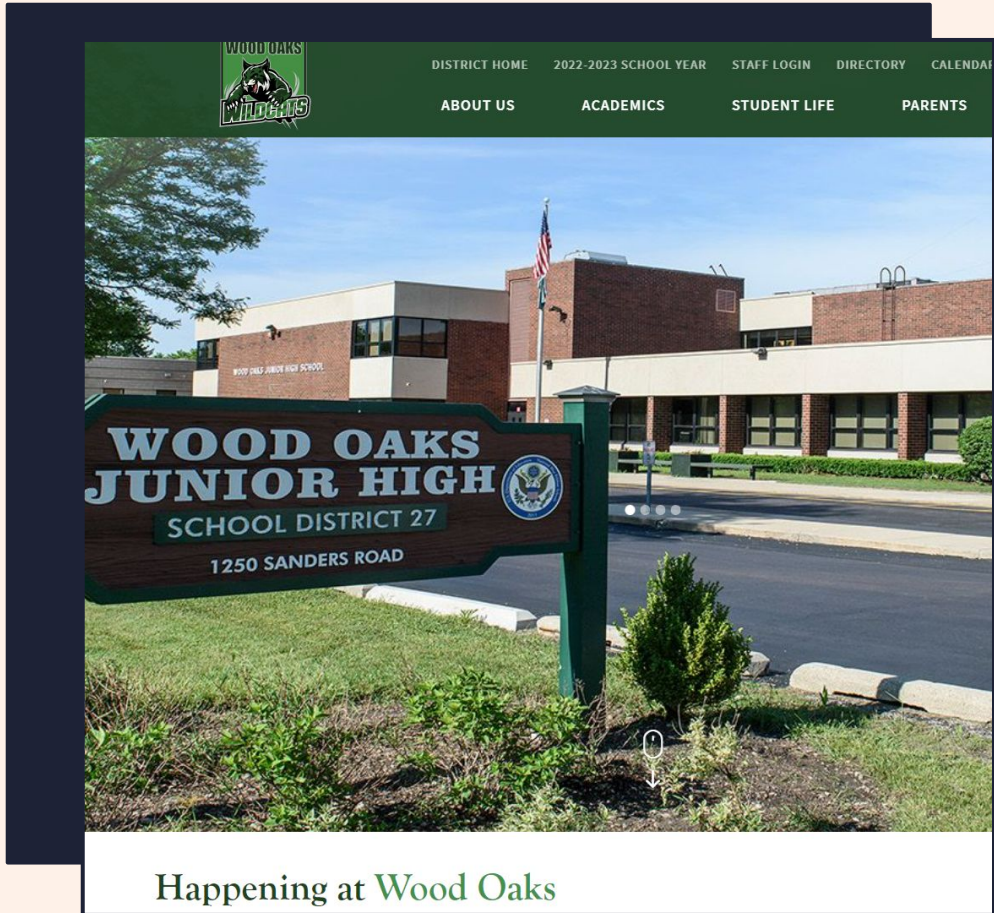 WOOD OAKS
WILDCATS
DISTRICT HOME 2022-2023 SCHOOL YEAR STAFF LOGIN DIRECTORY CALENDAR
ABOUT US ACADEMICS STUDENT LIFE PARENTS
WOOD OAKS JUNIOR HIGH SCHOOL
WOOD OAKS
JUNIOR HIGH
SCHOOL DISTRICT 27
1250 SANDERS ROAD
Happening at Wood Oaks